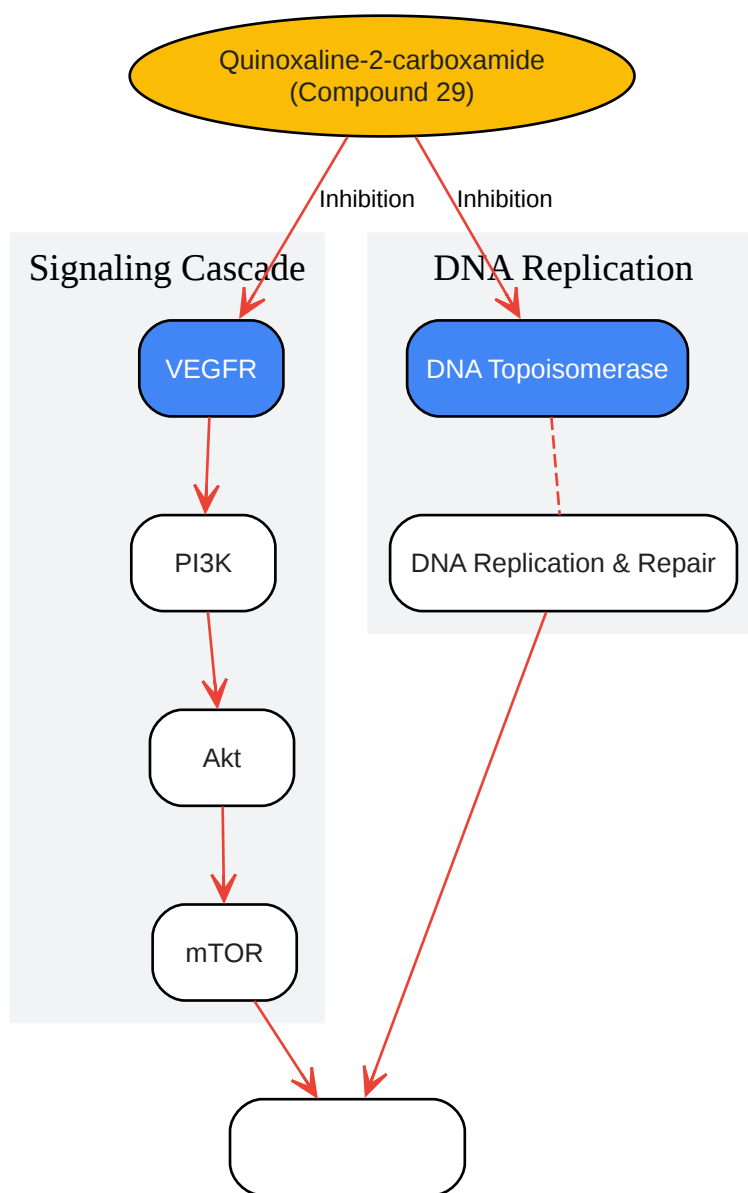 Quinoxaline-2-carboxamide
(Compound 29)
Inhibition
Inhibition
Signaling Cascade
DNA Replication
VEGFR
DNA Topoisomerase
PI3K
DNA Replication & Repair
Akt
mTOR